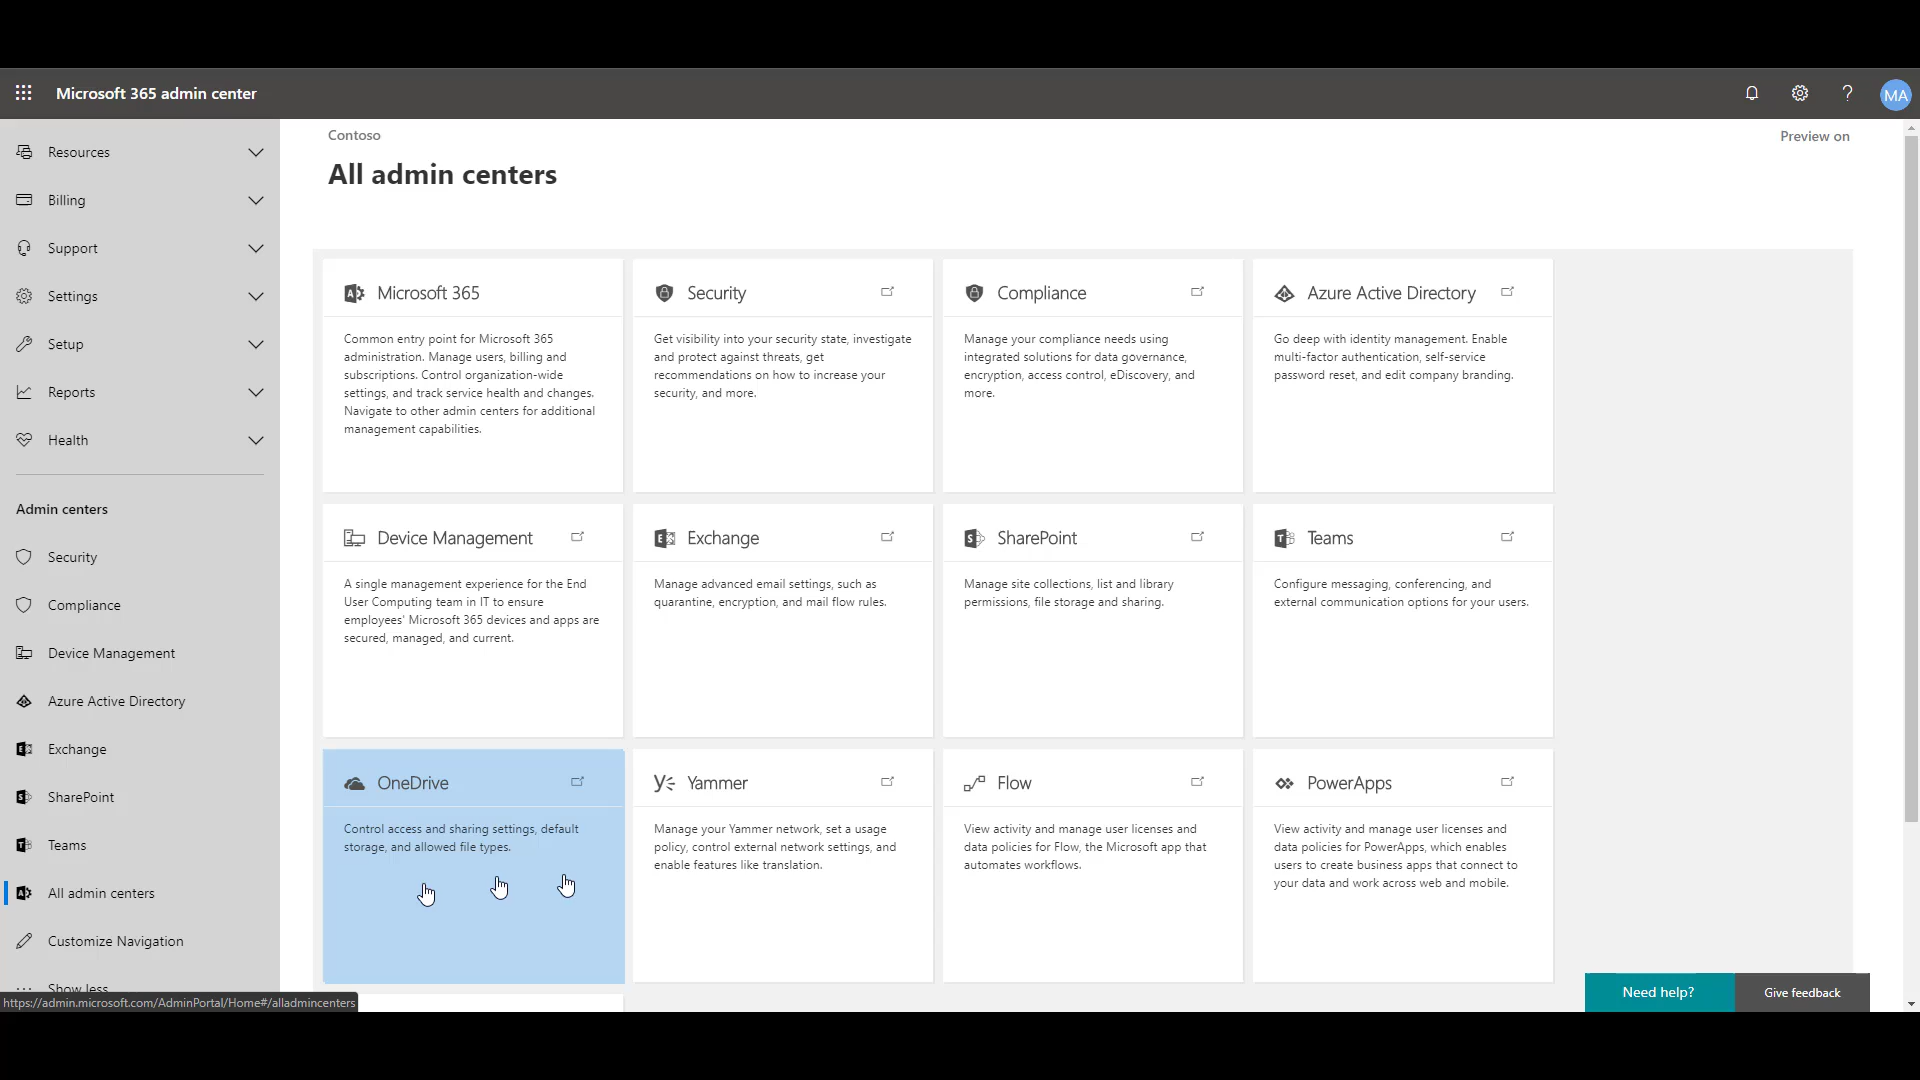 Microsoft 365 admin center
MA
Resources
Billing
Support
Settings
Setup
Reports
Health
Admin centers
Security
Compliance
Device Management
Azure Active Directory
Exchange
SharePoint
Teams
All admin centers
Customize Navigation
Show less
https://admin.microsoft.com/AdminPortal/Home#/alladmincenters
Contoso
Preview on
All admin centers
Microsoft 365
Common entry point for Microsoft 365
administration. Manage users, billing and
subscriptions. Control organization-wide
settings, and track service health and changes.
Navigate to other admin centers for additional
management capabilities.
Security
Get visibility into your security state, investigate
and protect against threats, get
recommendations on how to increase your
security, and more.
Compliance
Manage your compliance needs using
integrated solutions for data governance,
encryption, access control, eDiscovery, and
more.
Azure Active Directory
Go deep with identity management. Enable
multi-factor authentication, self-service
password reset, and edit company branding.
Device Management
A single management experience for the End
User Computing team in IT to ensure
employees' Microsoft 365 devices and apps are
secured, managed, and current.
Exchange
Manage advanced email settings, such as
quarantine, encryption, and mail flow rules.
SharePoint
Manage site collections, list and library
permissions, file storage and sharing.
Teams
Configure messaging, conferencing, and
external communication options for your users.
OneDrive
Control access and sharing settings, default
storage, and allowed file types.
Yammer
Manage your Yammer network, set a usage
policy, control external network settings, and
enable features like translation.
Flow
View activity and manage user licenses and
data policies for Flow, the Microsoft app that
automates workflows.
PowerApps
View activity and manage user licenses and
data policies for PowerApps, which enables
users to create business apps that connect to
your data and work across web and mobile.
Need help?
Give feedback